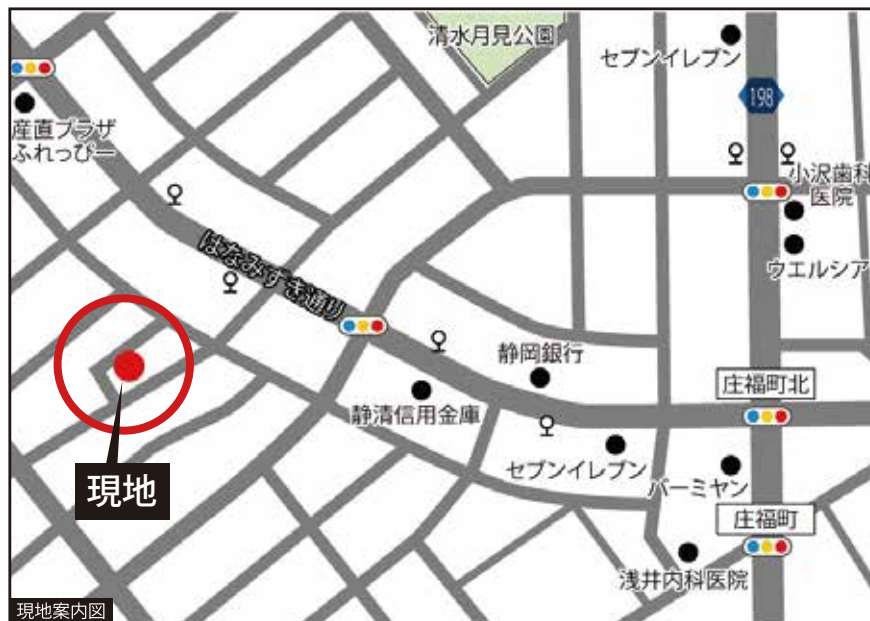 清水月見公園
セブンイレブン
198
産直プラザ
ふれっぴー
小沢歯科
医院
ウエルシア
はなみずき通り
静岡銀行
静清信用金庫
庄福町北
セブンイレブン
バーミヤン
現地
庄福町
浅井内科医院
現地案内図